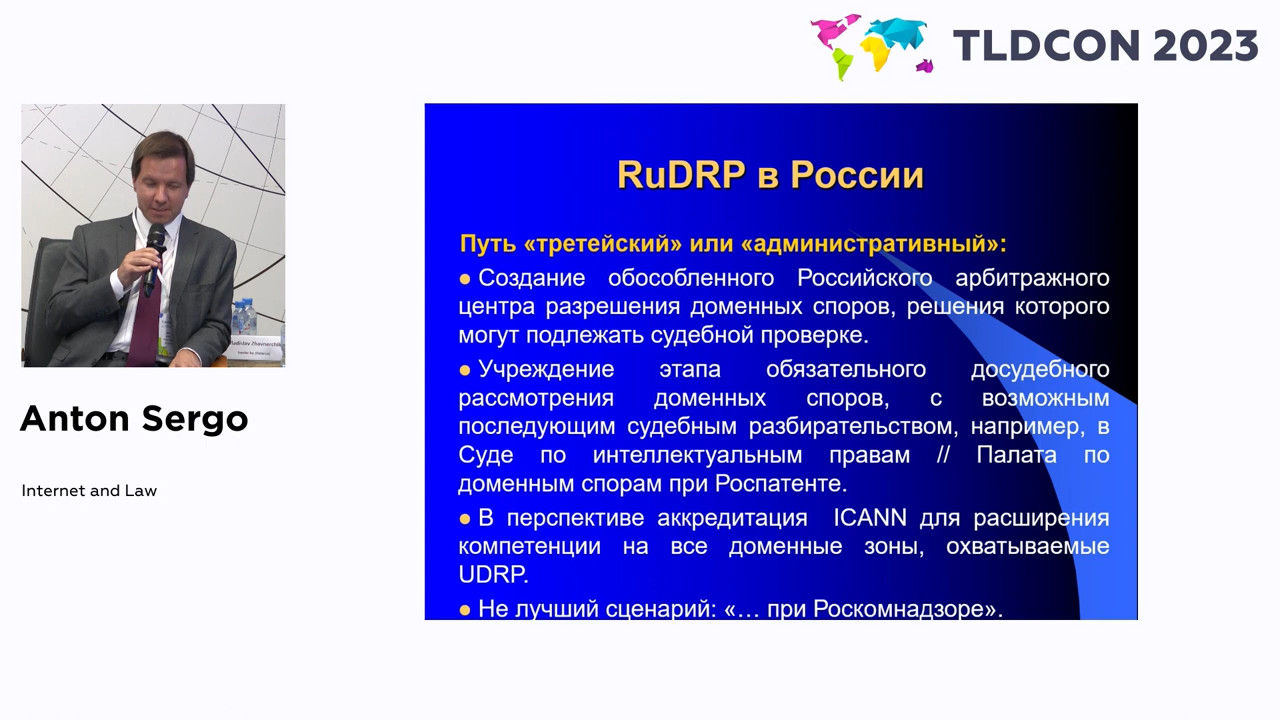 TLDCON 2023
RuDRP в России
Путь «третейский» или «административный»:
● Создание обособленного Российского арбитражного
центра разрешения доменных споров, решения которого
могут подлежать судебной проверке.
● Учреждение этапа обязательного досудебного
рассмотрения доменных споров, с возможным
последующим судебным разбирательством, например, в
Суде по интеллектуальным правам // Палата по
доменным спорам при Роспатенте.
● В перспективе аккредитация ICANN для расширения
компетенции на все доменные зоны, охватываемые
UDRP.
● Не лучший сценарий: «… при Роскомнадзоре».
Anton Sergo
Internet and Law